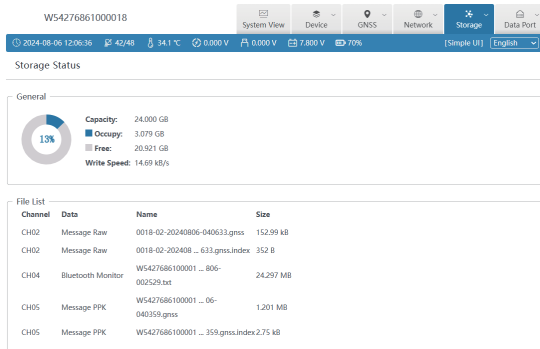 W54276861000018
System View
Device
GNSS
Network
Storage
Data Port
2024-08-06 12:06:36 42/48 34.1 ℃ 0.000 V 0.000 V 7.800 V 70% [Simple UI] English
Storage Status
General
13%
Capacity: 24.000 GB
Occupy: 3.079 GB
Free: 20.921 GB
Write Speed: 14.69 kB/s
File List
Channel Data Name Size
CH02 Message Raw 0018-02-20240806-040633.gnss 152.99 kB
CH02 Message Raw 0018-02-202408 ... 633.gnss.index 352 B
CH04 Bluetooth Monitor W5427686100001 ... 806-
002529.txt 24.297 MB
CH05 Message PPK W5427686100001 ... 06-
040359.gnss 1.201 MB
CH05 Message PPK W5427686100001 ... 359.gnss.index 2.75 kB